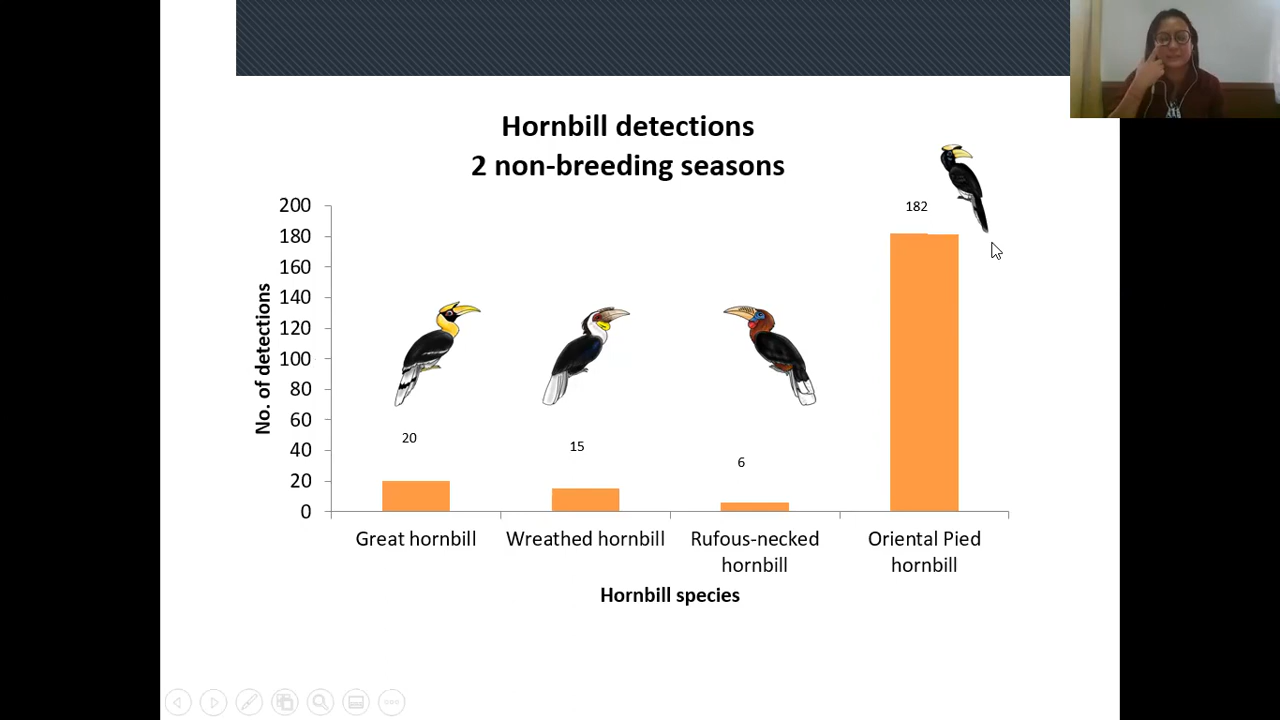 Hornbill detections
2 non-breeding seasons
182
200
180
160
140
120
100
80
60
40
20
0
No. of detections
20
15
6
Great hornbill
Wreathed hornbill
Rufous-necked
hornbill
Oriental Pied
hornbill
Hornbill species